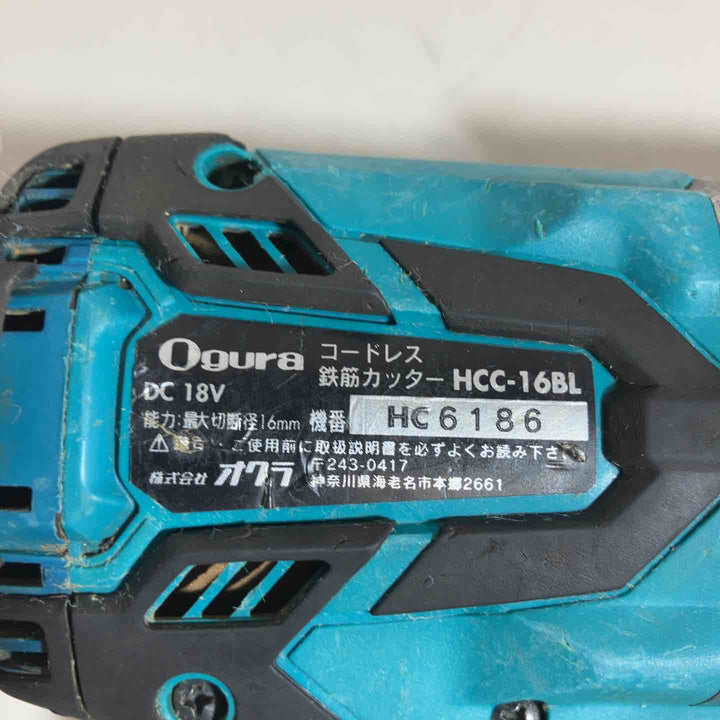 Ogura コードレス
鉄筋カッター HCC-16BL
DC 18V
能力:最大切断径16mm 機番 HC6186
ご使用前に取扱説明書を必ずよくお読み下さ
株式会社 オグラ 〒243-0417
神奈川県海老名市本郷2661